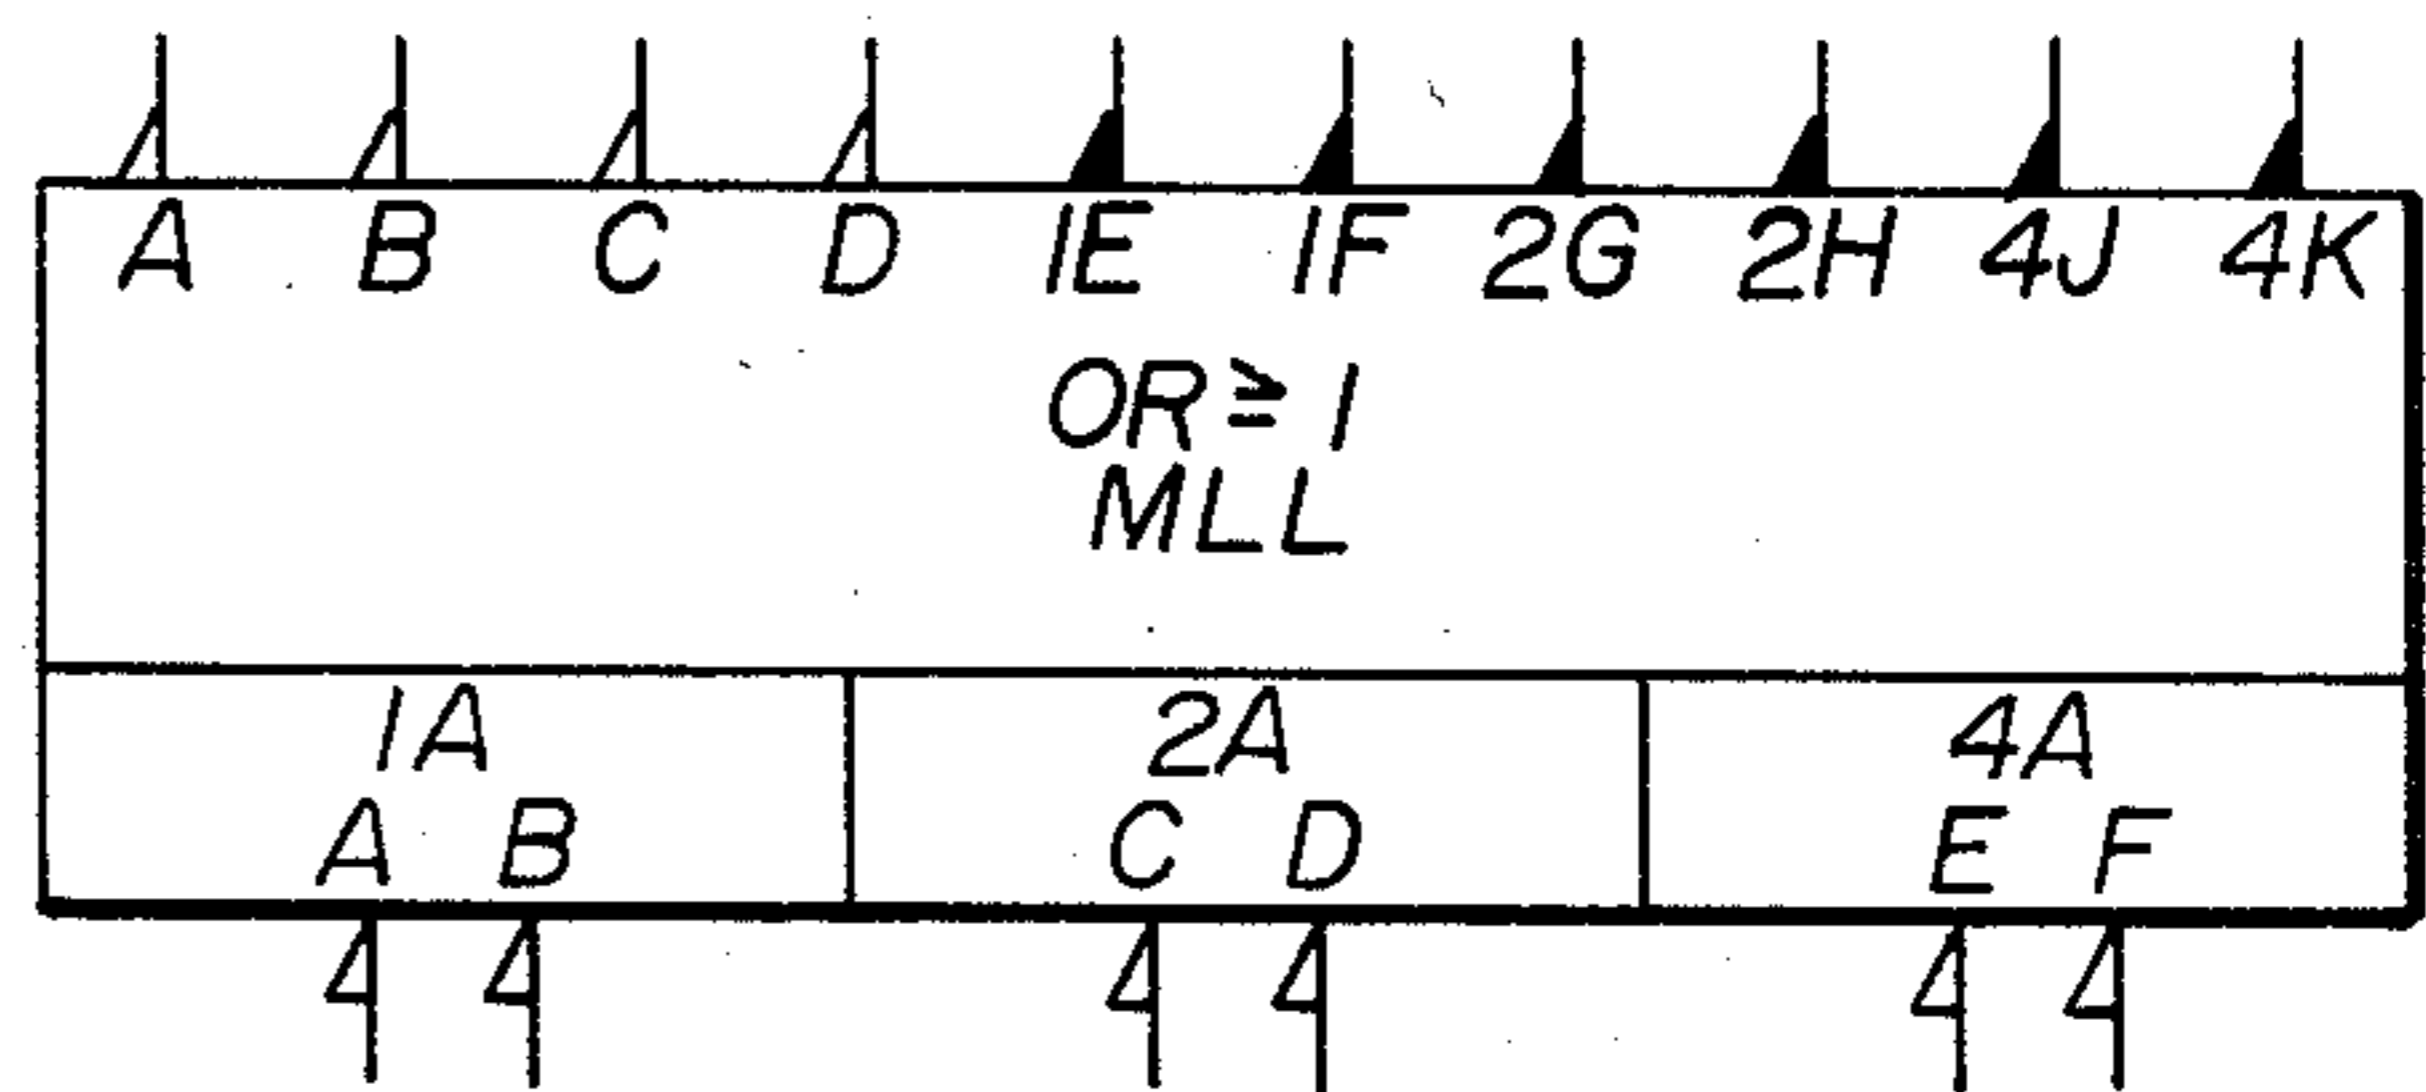 A B C D 1E 1F 2G 2H 4J 4K
OR ≥ 1
MLL
1A 2A 4A
A B C D E F